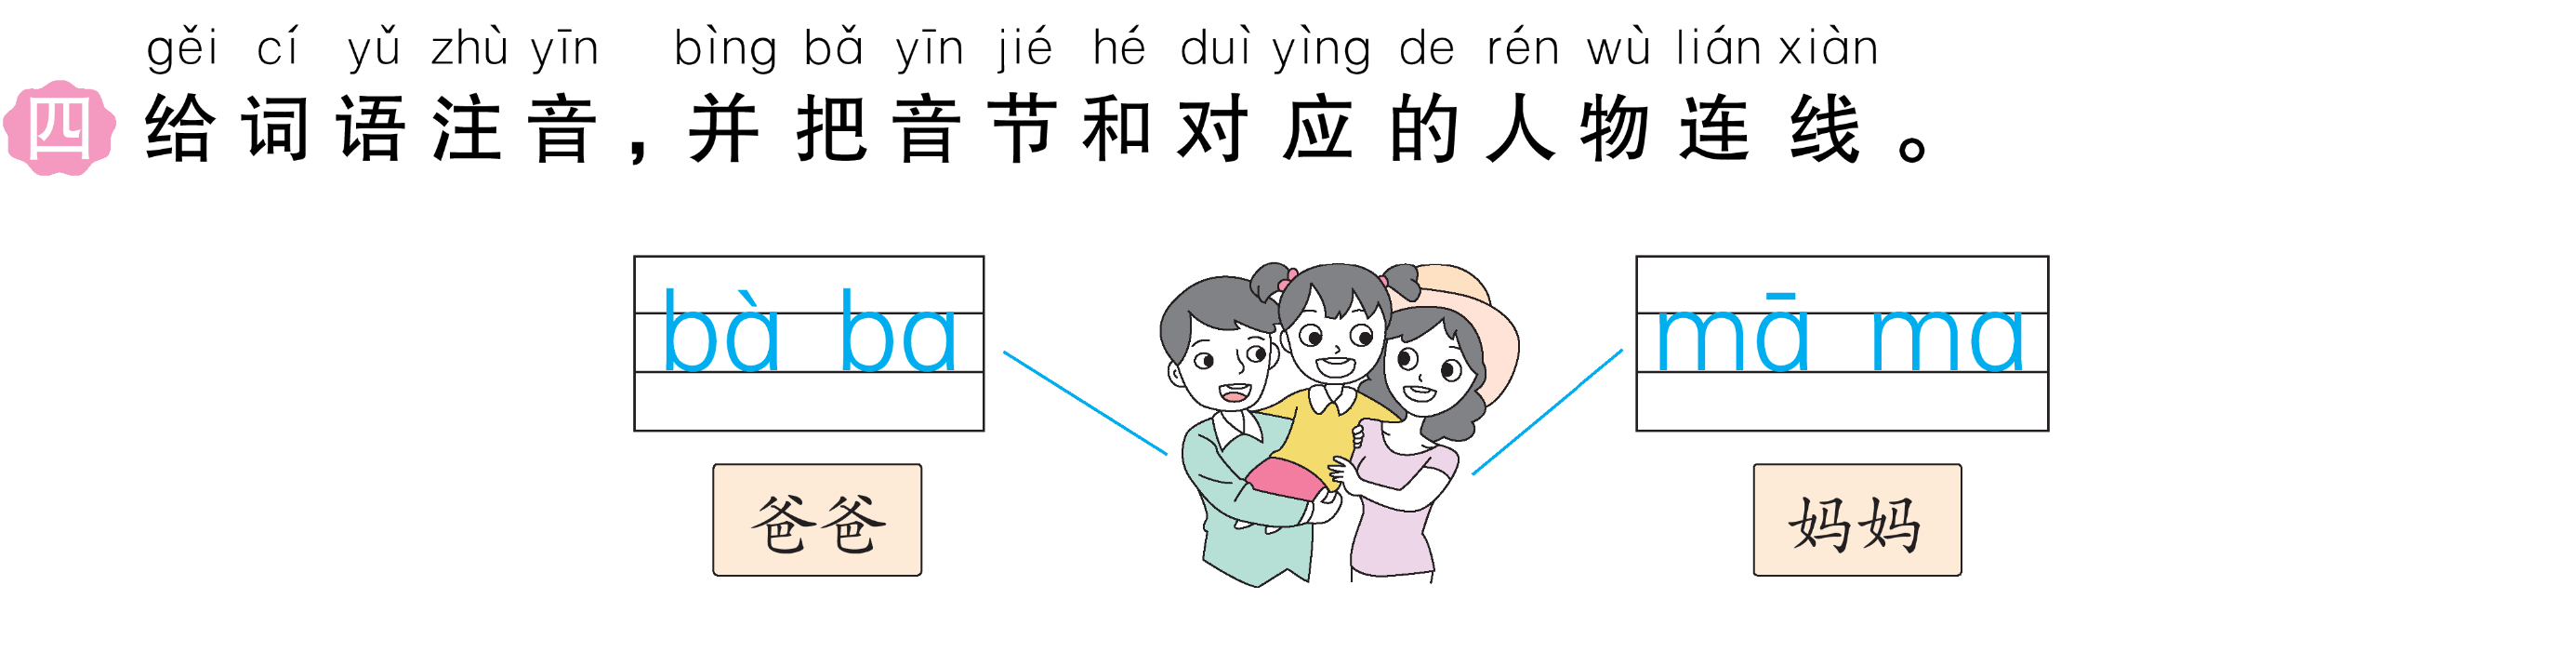 gěi cí yǔ zhù yīn bìng bǎ yīn jié hé duì yìng de rén wù lián xiàn
四 给词语注音，并把音节和对应的人物连线。
bà ba mā ma
爸爸 妈妈